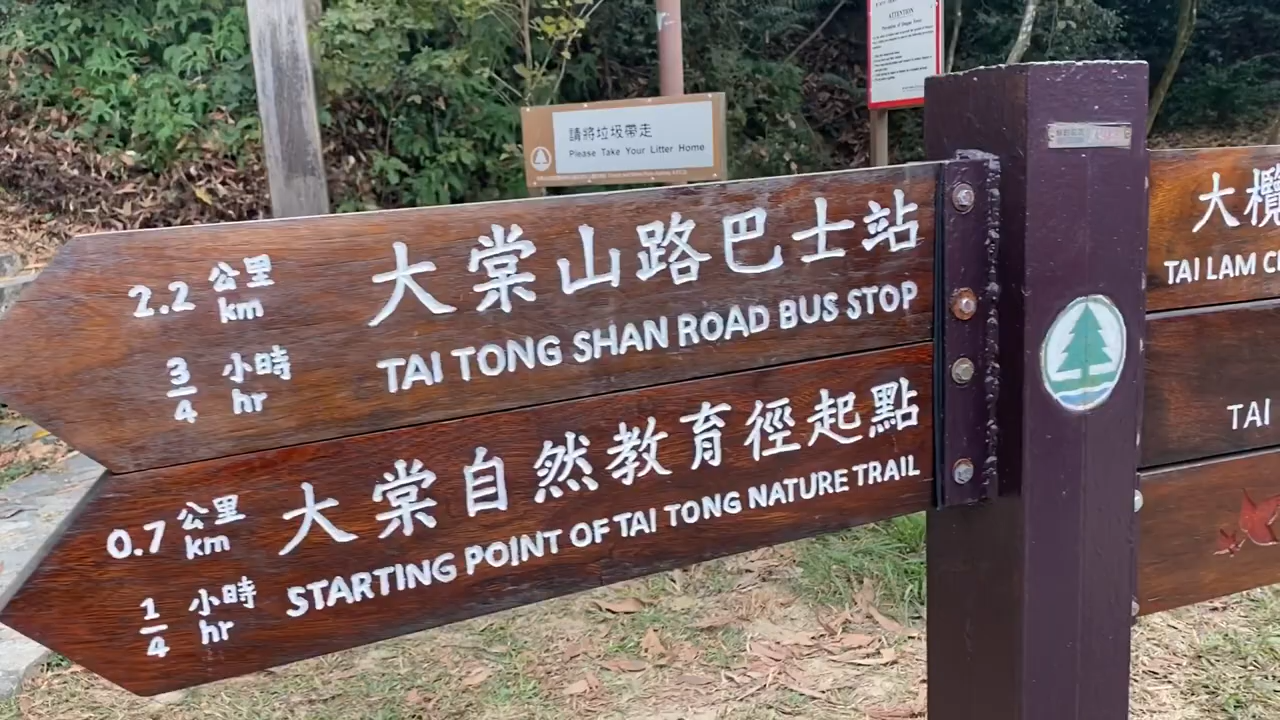 ATTENTION
請將垃圾帶走
Please Take Your Litter Home
2.2 公里 km
3/4 小時 hr
大棠山路巴士站
TAI TONG SHAN ROAD BUS STOP
0.7 公里 km
1/4 小時 hr
大棠自然教育徑起點
STARTING POINT OF TAI TONG NATURE TRAIL
大欖
TAI LAM
TAI